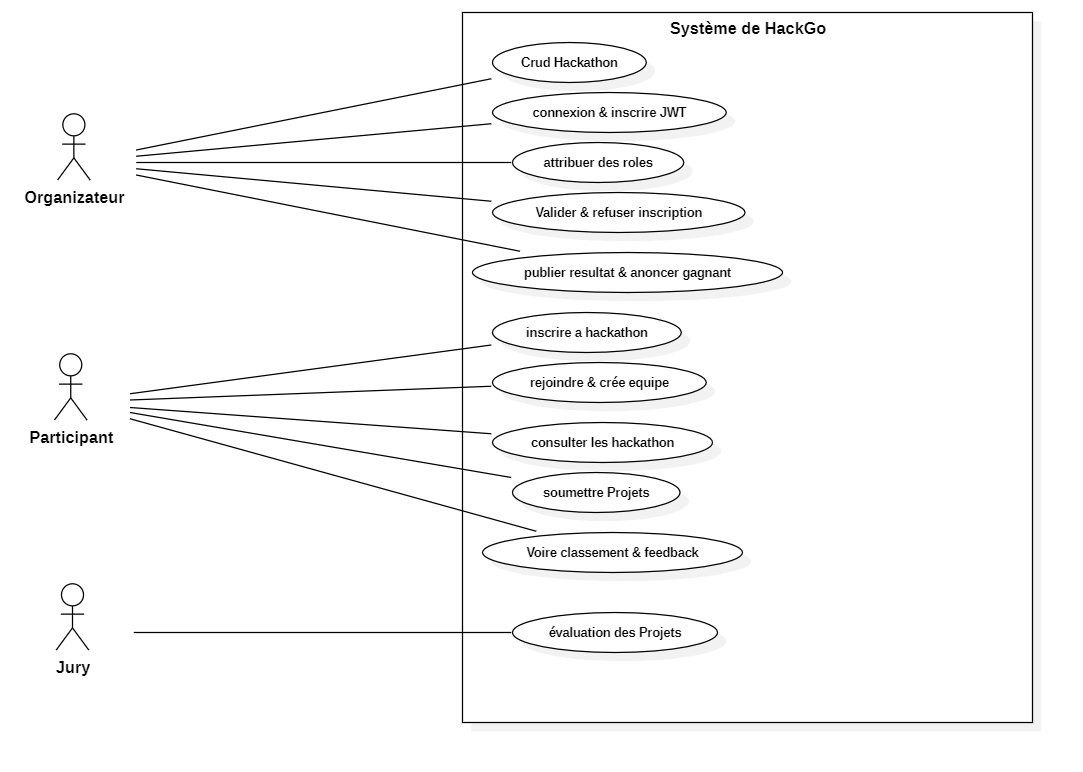 Système de HackGo
Crud Hackathon
connexion & inscrire JWT
attribuer des roles
Organizateur
Valider & refuser inscription
publier resultat & anoncer gagnant
inscrire a hackathon
rejoindre & crée equipe
Participant
consulter les hackathon
soumettre Projets
Voire classement & feedback
évaluation des Projets
Jury